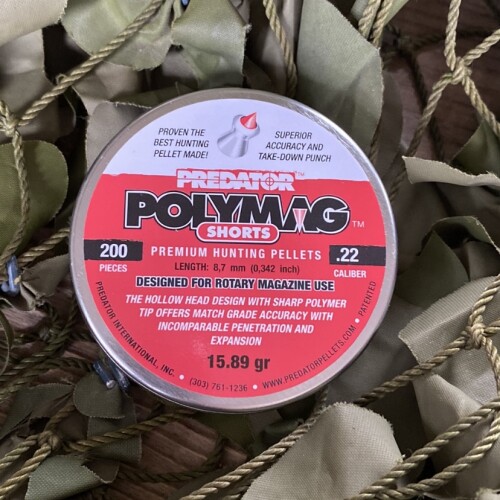 PROVEN THE
BEST HUNTING
PELLET MADE!
SUPERIOR
ACCURACY AND
TAKE-DOWN PUNCH
PREDATOR™
POLYMAG™
SHORTS
200
PIECES
PREMIUM HUNTING PELLETS
.22
CALIBER
LENGTH: 8,7 mm (0,342 inch)
DESIGNED FOR ROTARY MAGAZINE USE
THE HOLLOW HEAD DESIGN WITH SHARP POLYMER
TIP OFFERS MATCH GRADE ACCURACY WITH
INCOMPARABLE PENETRATION AND
EXPANSION
15.89 gr
PREDATOR INTERNATIONAL, INC. • (303) 761-1236 • WWW.PREDATORPELLETS.COM • PATENTED